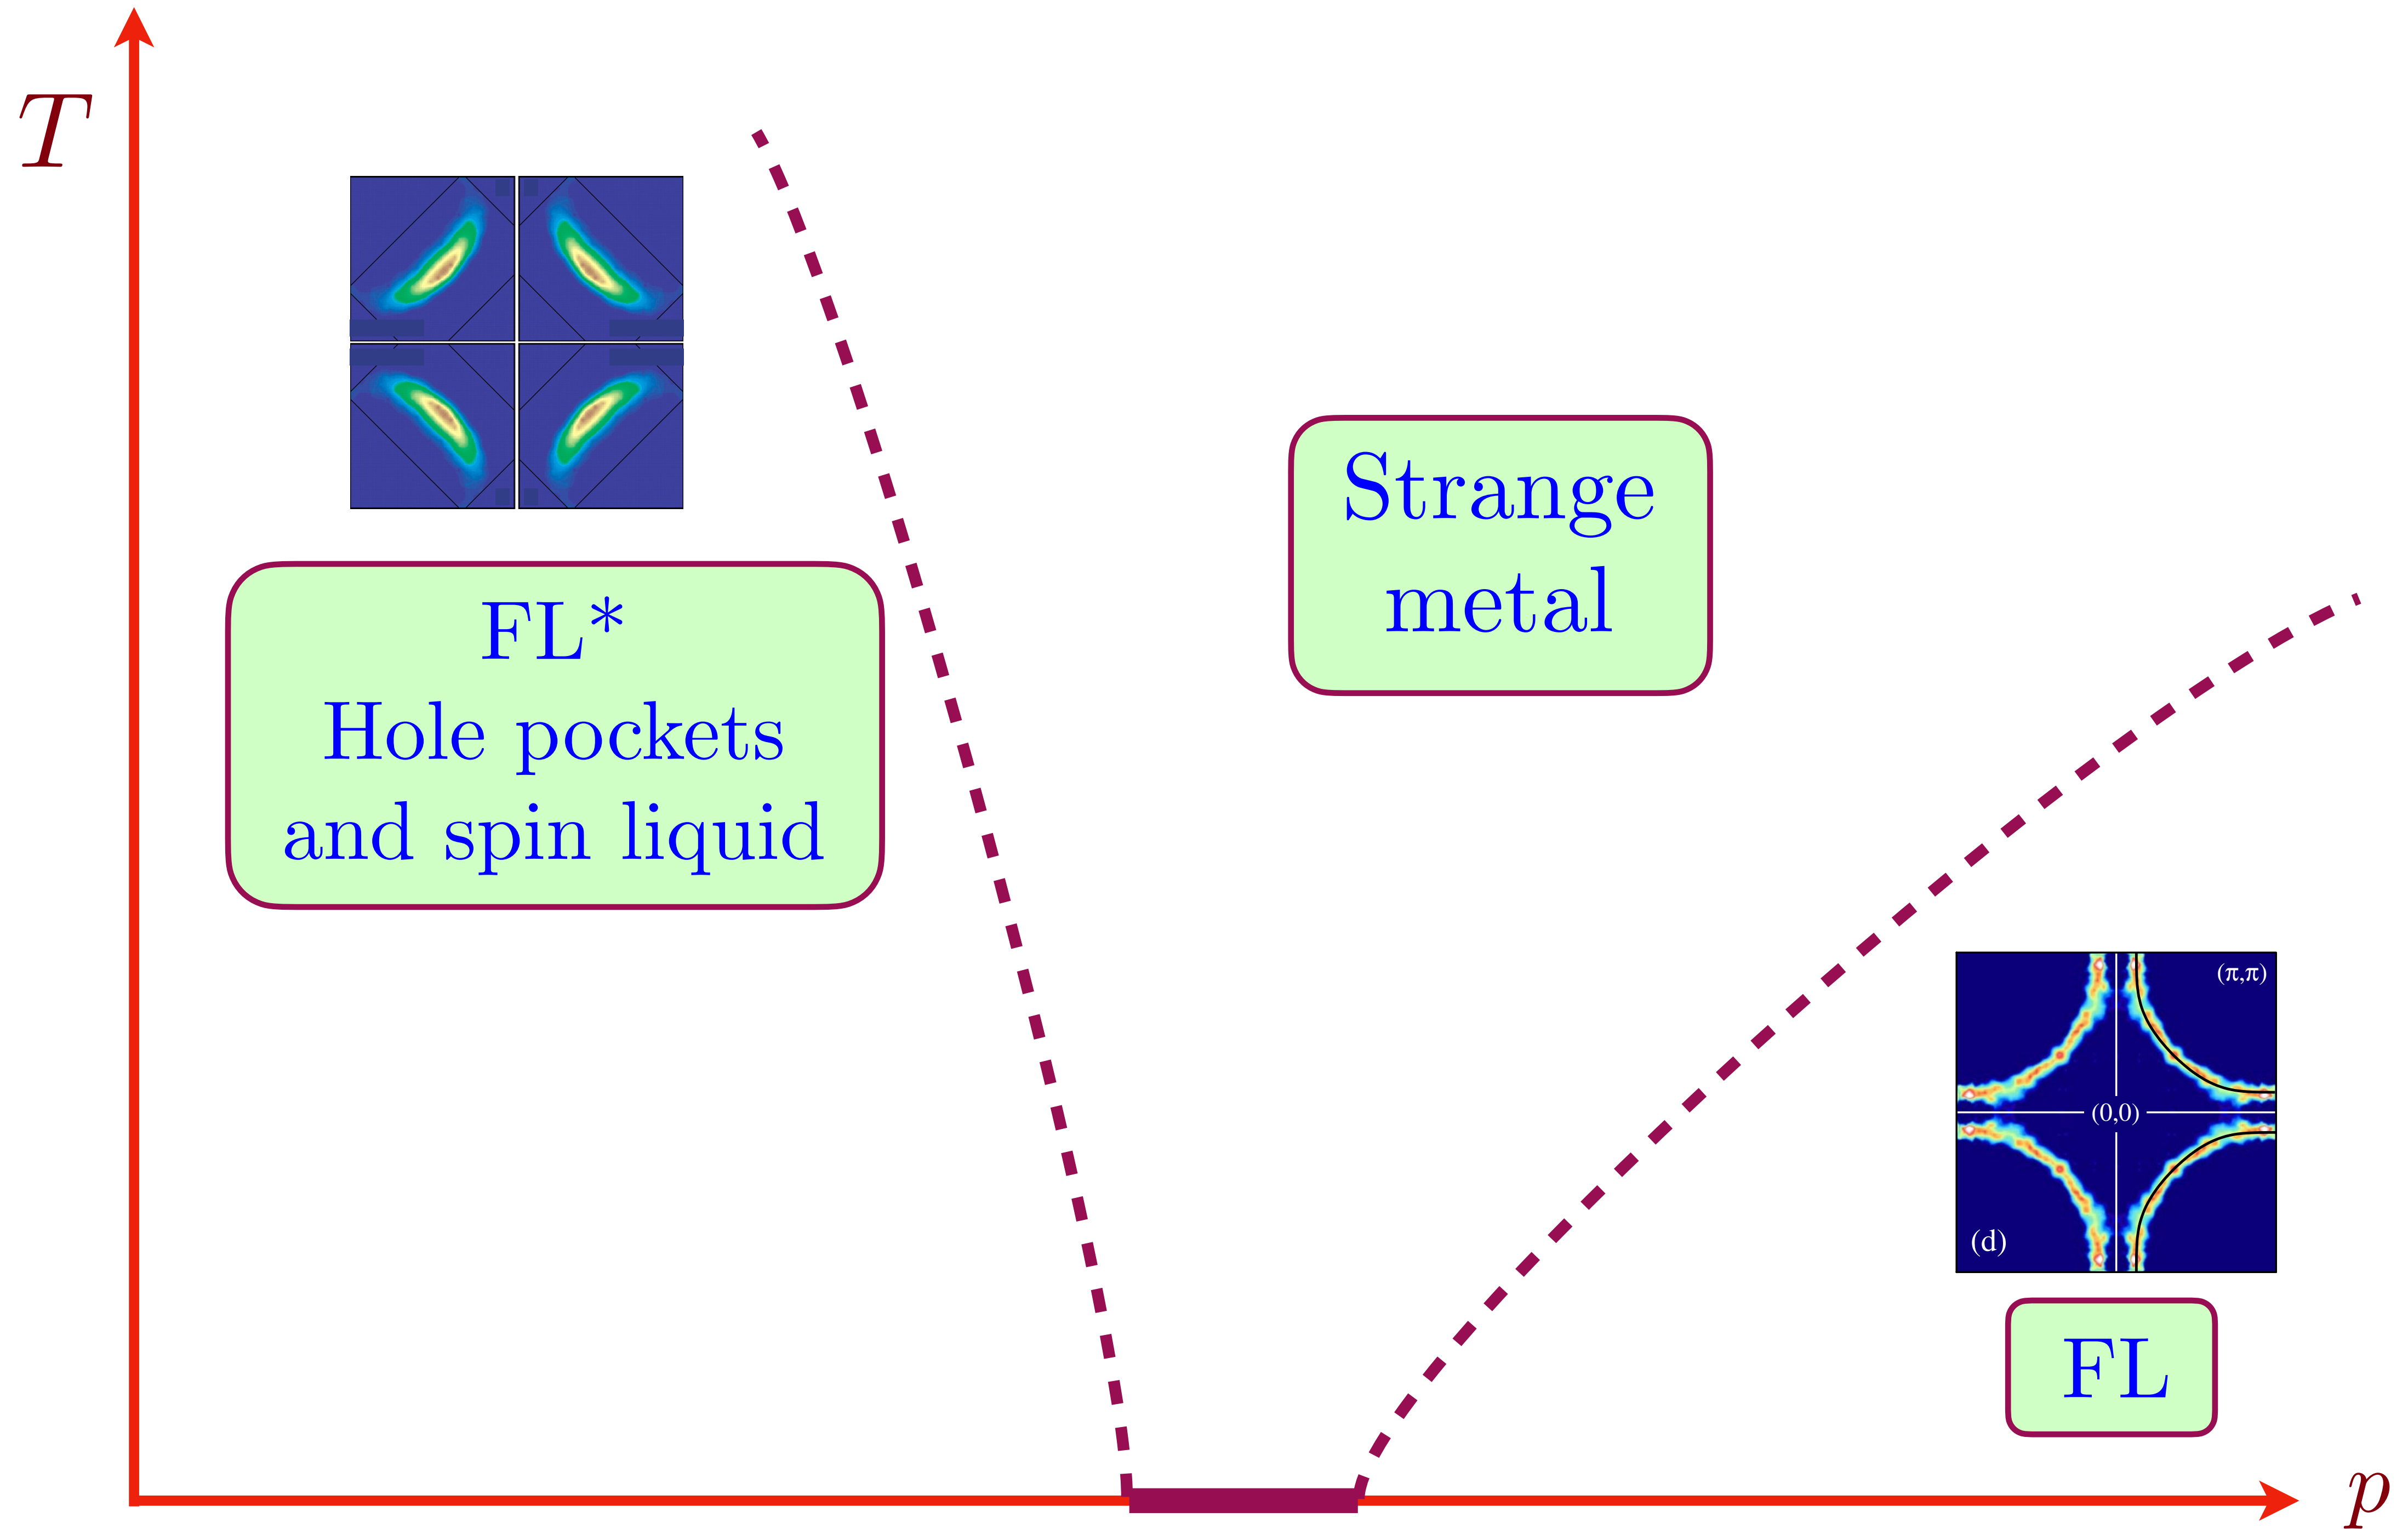 T
FL*
Hole pockets
and spin liquid
Strange
metal
(π,π)
(0,0)
(d)
FL
p